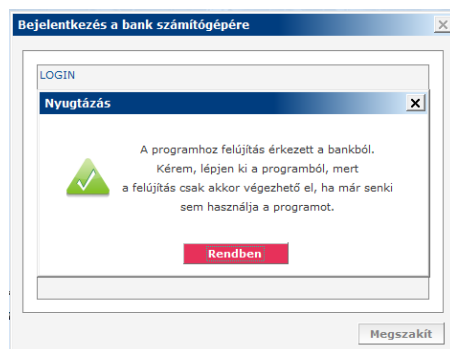 Bejelentkezés a bank számítógépére
LOGIN
Nyugtázás
A programhoz felújítás érkezett a bankból.
Kérem, lépjen ki a programból, mert
a felújítás csak akkor végezhető el, ha már senki
sem használja a programot.
Rendben
Megszakít